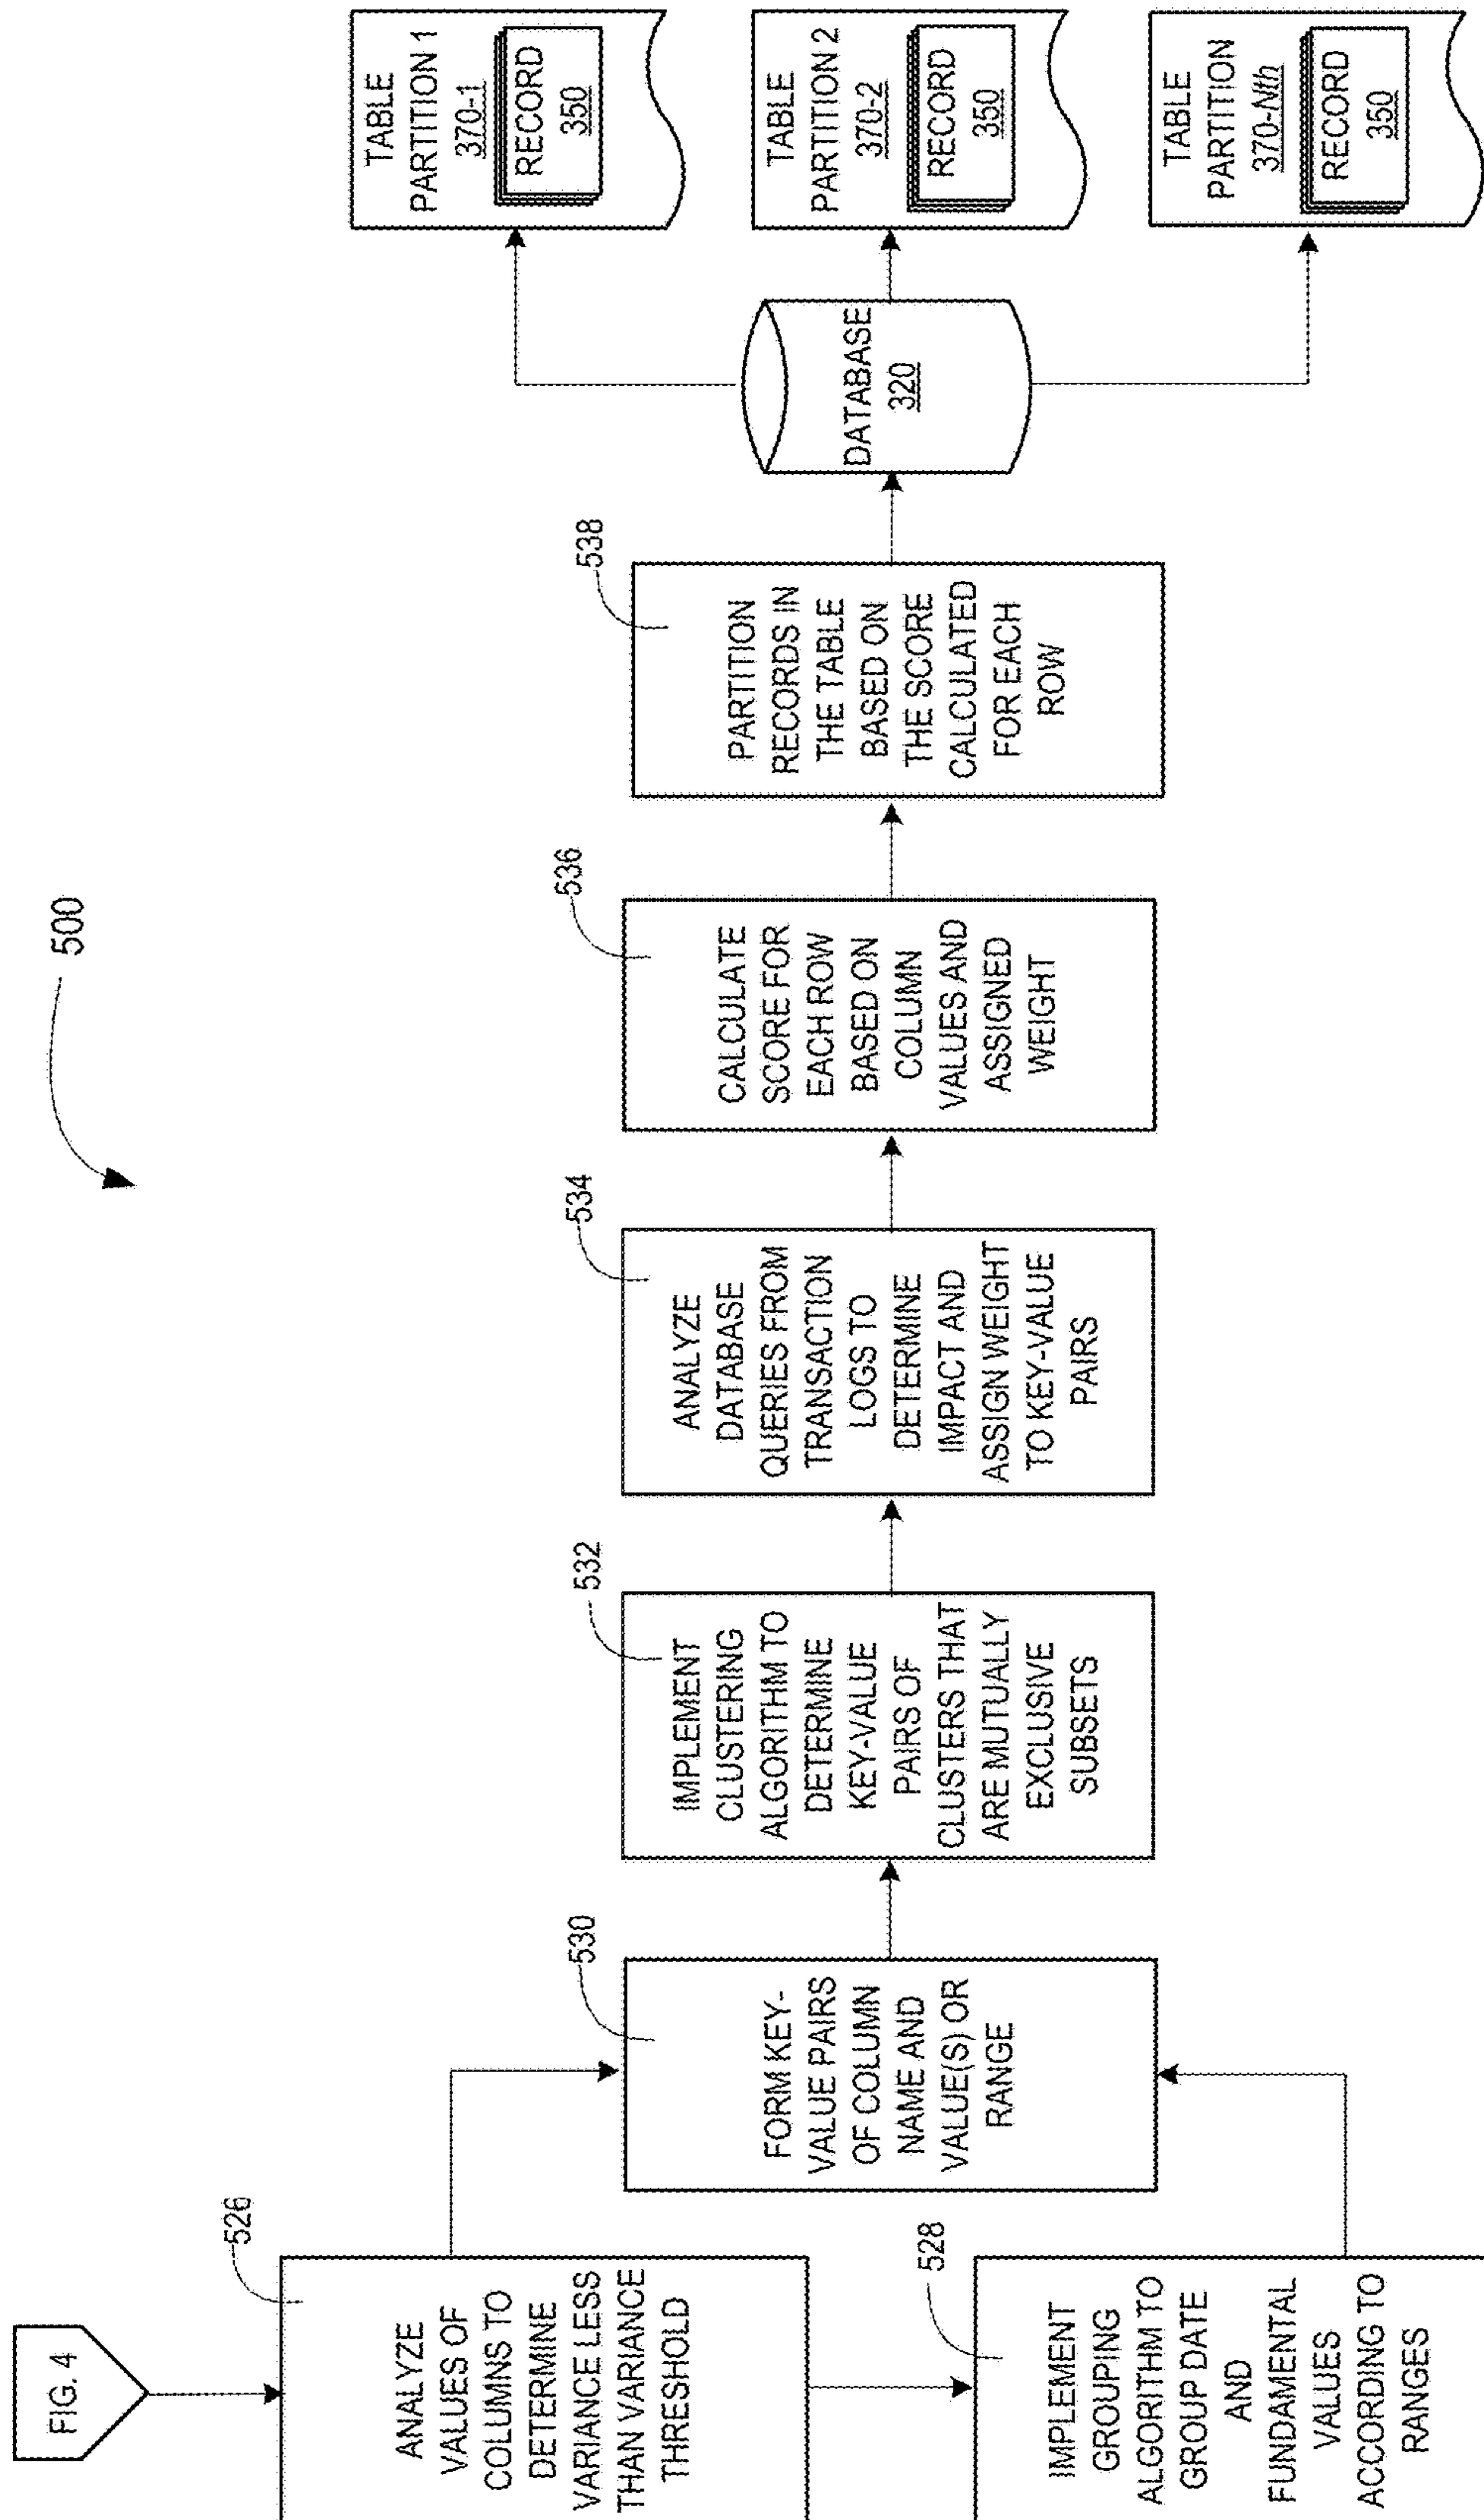 500
FIG. 4
526
ANALYZE
VALUES OF
COLUMNS TO
DETERMINE
VARIANCE LESS
THAN VARIANCE
THRESHOLD
528
IMPLEMENT
GROUPING
ALGORITHM TO
GROUP DATE
AND
FUNDAMENTAL
VALUES
ACCORDING TO
RANGES
530
FORM KEY-
VALUE PAIRS
OF COLUMN
NAME AND
VALUE(S) OR
RANGE
532
IMPLEMENT
CLUSTERING
ALGORITHM TO
DETERMINE
KEY-VALUE
PAIRS OF
CLUSTERS THAT
ARE MUTUALLY
EXCLUSIVE
SUBSETS
534
ANALYZE
DATABASE
QUERIES FROM
TRANSACTION
LOGS TO
DETERMINE
IMPACT AND
ASSIGN WEIGHT
TO KEY-VALUE
PAIRS
536
CALCULATE
SCORE FOR
EACH ROW
BASED ON
COLUMN
VALUES AND
ASSIGNED
WEIGHT
538
PARTITION
RECORDS IN
THE TABLE
BASED ON
THE SCORE
CALCULATED
FOR EACH
ROW
DATABASE
320
TABLE
PARTITION 1
370-1
RECORD
350
TABLE
PARTITION 2
370-2
RECORD
350
TABLE
PARTITION
370-Nth
RECORD
350